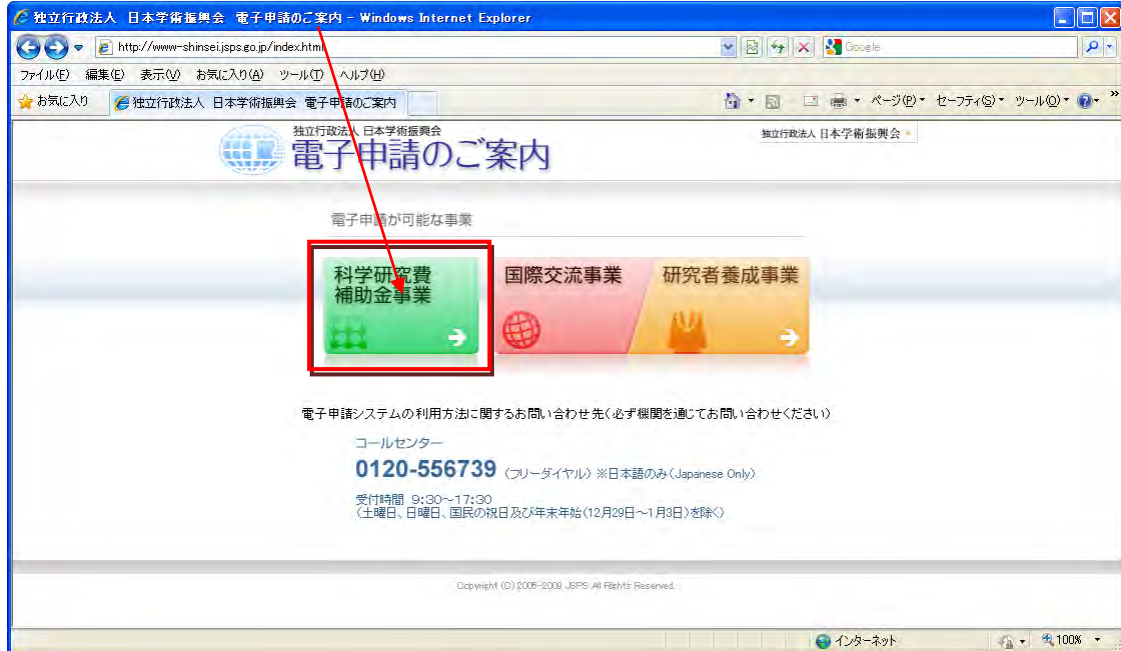 独立行政法人 日本学術振興会 電子申請のご案内 - Windows Internet Explorer
http://www-shinsei.jsps.go.jp/index.html
Google
ファイル(F) 編集(E) 表示(V) お気に入り(A) ツール(T) ヘルプ(H)
お気に入り 独立行政法人 日本学術振興会 電子申請のご案内 ページ(P) セーフティ(S) ツール(O)
独立行政法人 日本学術振興会
電子申請のご案内
独立行政法人 日本学術振興会
電子申請が可能な事業
科学研究費
補助金事業
国際交流事業
研究者養成事業
電子申請システムの利用方法に関するお問い合わせ先(必ず機関を通じてお問い合わせください)
コールセンター
0120-556739 (フリーダイヤル) ※日本語のみ(Japanese Only)
受付時間 9:30~17:30
(土曜日、日曜日、国民の祝日及び年末年始(12月29日~1月3日)を除く)
Copyright (C) 2005-2009 JSPS All Rights Reserved.
インターネット 100%